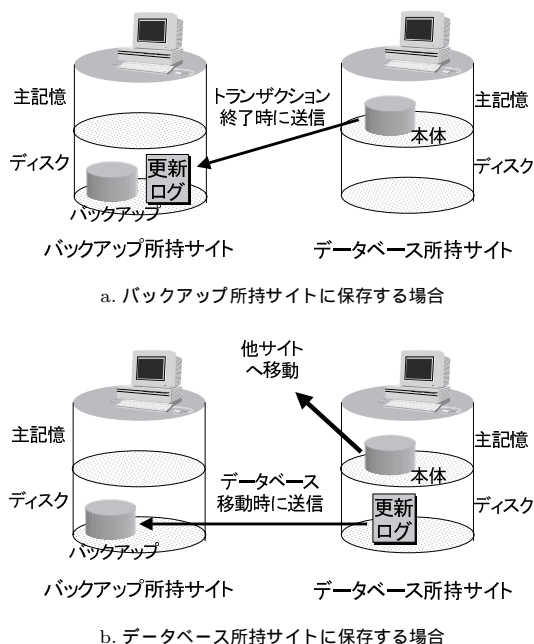 主記憶
トランザクション
終了時に送信
主記憶
本体
ディスク
更新
ログ
ディスク
バックアップ
バックアップ所持サイト
データベース所持サイト
a. バックアップ所持サイトに保存する場合
他サイト
へ移動
主記憶
主記憶
本体
ディスク
データベース
移動時に送信
更新
ログ
ディスク
バックアップ
バックアップ所持サイト
データベース所持サイト
b. データベース所持サイトに保存する場合